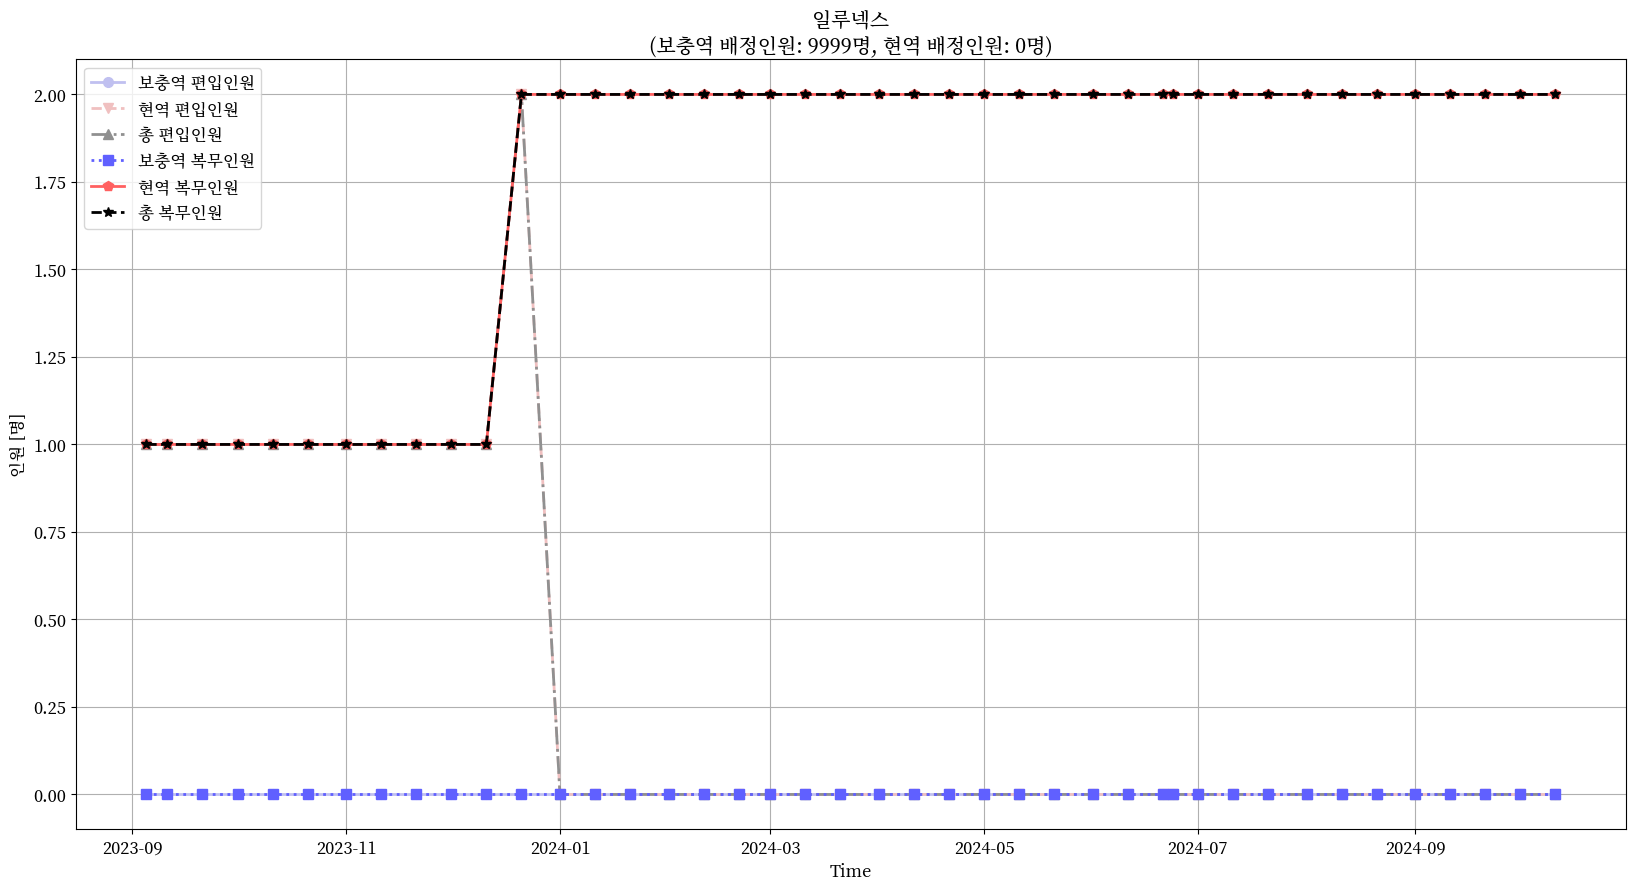 일루넥스
(보충역 배정인원: 9999명, 현역 배정인원: 0명)
보충역 편입인원
현역 편입인원
총 편입인원
보충역 복무인원
현역 복무인원
총 복무인원
인원 [명]
2.00
1.75
1.50
1.25
1.00
0.75
0.50
0.25
0.00
2023-09
2023-11
2024-01
2024-03
2024-05
2024-07
2024-09
Time